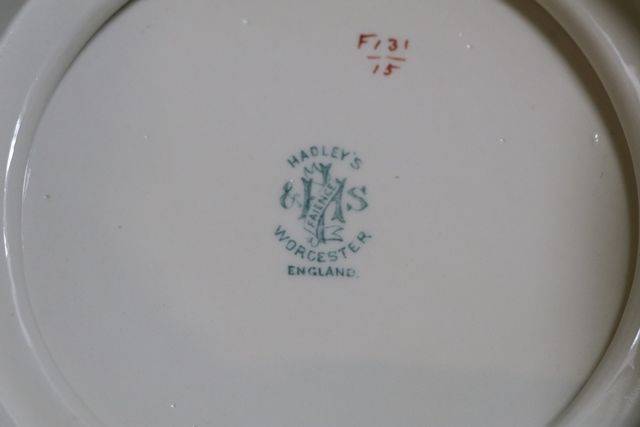 F131
15
HADLEY'S
& H S
FAIENCE
WORCESTER
ENGLAND.